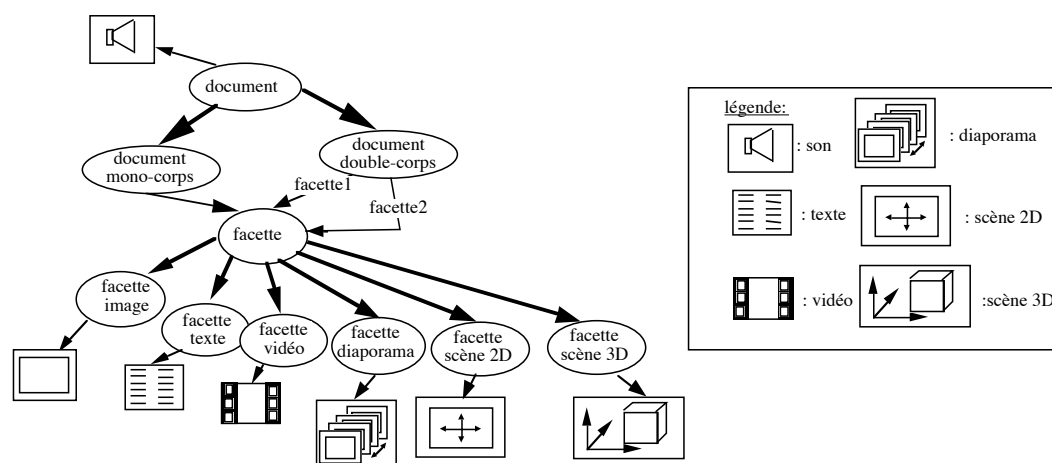 document
document
mono-corps
document
double-corps
facette1
facette2
facette
facette
image
facette
texte
facette
vidéo
facette
diaporama
facette
scène 2D
facette
scène 3D
légende:
: son
: diaporama
: texte
: scène 2D
: vidéo
:scène 3D